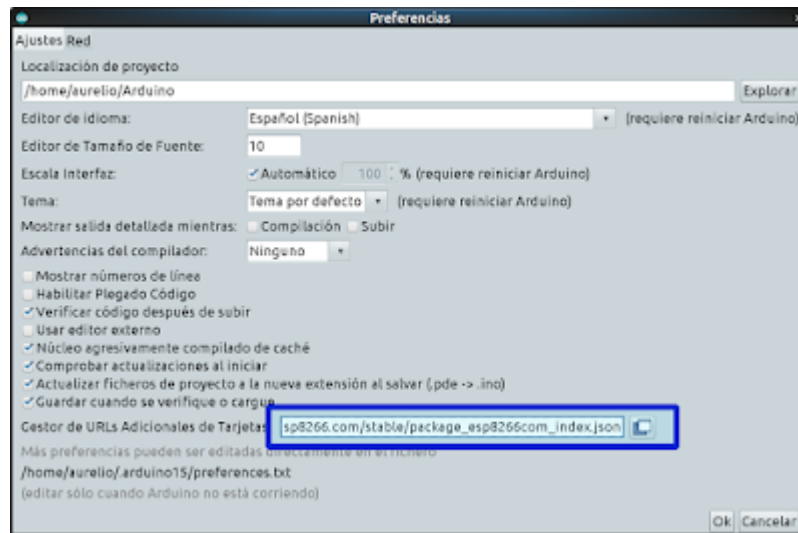 Preferencias
Ajustes Red
Localización de proyecto
/home/aurelio/Arduino Explorar
Editor de idioma: Español (Spanish) (requiere reiniciar Arduino)
Editor de Tamaño de Fuente: 10
Escala Interfaz: Automático 100 % (requiere reiniciar Arduino)
Tema: Tema por defecto (requiere reiniciar Arduino)
Mostrar salida detallada mientras: Compilación Subir
Advertencias del compilador: Ninguno
Mostrar números de línea
Habilitar Plegado Código
Verificar código después de subir
Usar editor externo
Núcleo agresivamente compilado de caché
Comprobar actualizaciones al iniciar
Actualizar ficheros de proyecto a la nueva extensión al salvar (.pde -> .ino)
Guardar cuando se verifique o cargue
Gestor de URLs Adicionales de Tarjetas sp8266.com/stable/package_esp8266com_index.json
Más preferencias pueden ser editadas directamente en el fichero
/home/aurelio/.arduino15/preferences.txt
(editar sólo cuando Arduino no está corriendo)
Ok Cancelar